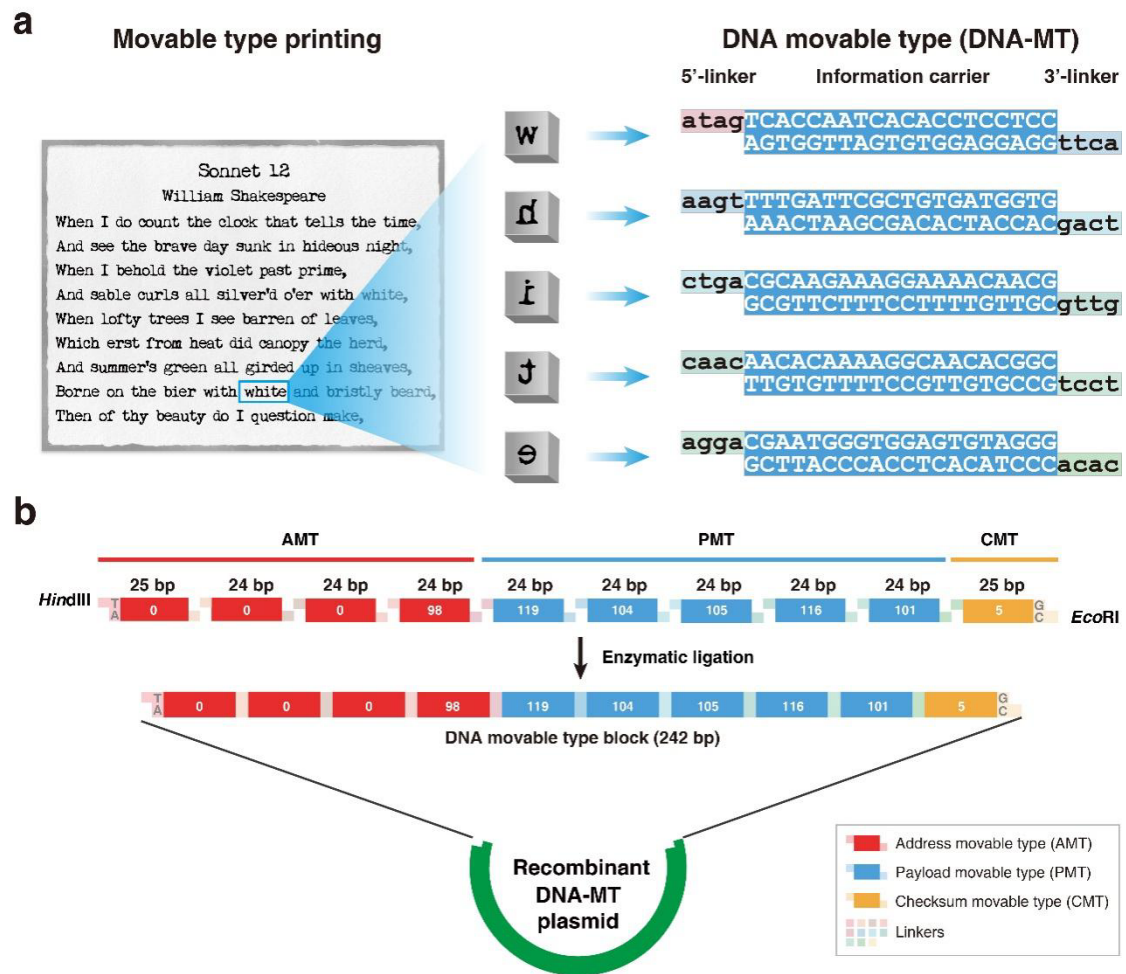 a
Movable type printing
DNA movable type (DNA-MT)
5'-linker Information carrier 3'-linker
Sonnet 12
William Shakespeare
When I do count the clock that tells the time,
And see the brave day sunk in hideous night,
When I behold the violet past prime,
And sable curls all silver'd o'er with white,
When lofty trees I see barren of leaves,
Which erst from heat did canopy the herd,
And summer's green all girded up in sheaves,
Borne on the bier with white and bristly beard,
Then of thy beauty do I question make,
w
h
i
t
e
atagTCACCAATCACACCTCCTCC
AGTGGTTAGTGTGGAGGAGGttca
aagtTTTGATTCGCTGTGATGGTG
AAACTAAGCGACACTACCACgact
ctgaCGCAAGAAAGGAAAACAACG
GCGTTCTTTCCTTTTGTTGCgttg
caacAACACAAAAGGCAACACGGC
TTGTGTTTTCCGTTGTGCCGtcct
aggaCGAATGGGTGGAGTGTAGGG
GCTTACCCACCTCACATCCCacac
b
AMT PMT CMT
25 bp 24 bp 24 bp 24 bp 24 bp 24 bp 24 bp 24 bp 24 bp 25 bp
HindIII T A 0 0 0 98 119 104 105 116 101 5 G C EcoRI
Enzymatic ligation
T A 0 0 0 98 119 104 105 116 101 5 G C
DNA movable type block (242 bp)
Recombinant
DNA-MT
plasmid
Address movable type (AMT)
Payload movable type (PMT)
Checksum movable type (CMT)
Linkers